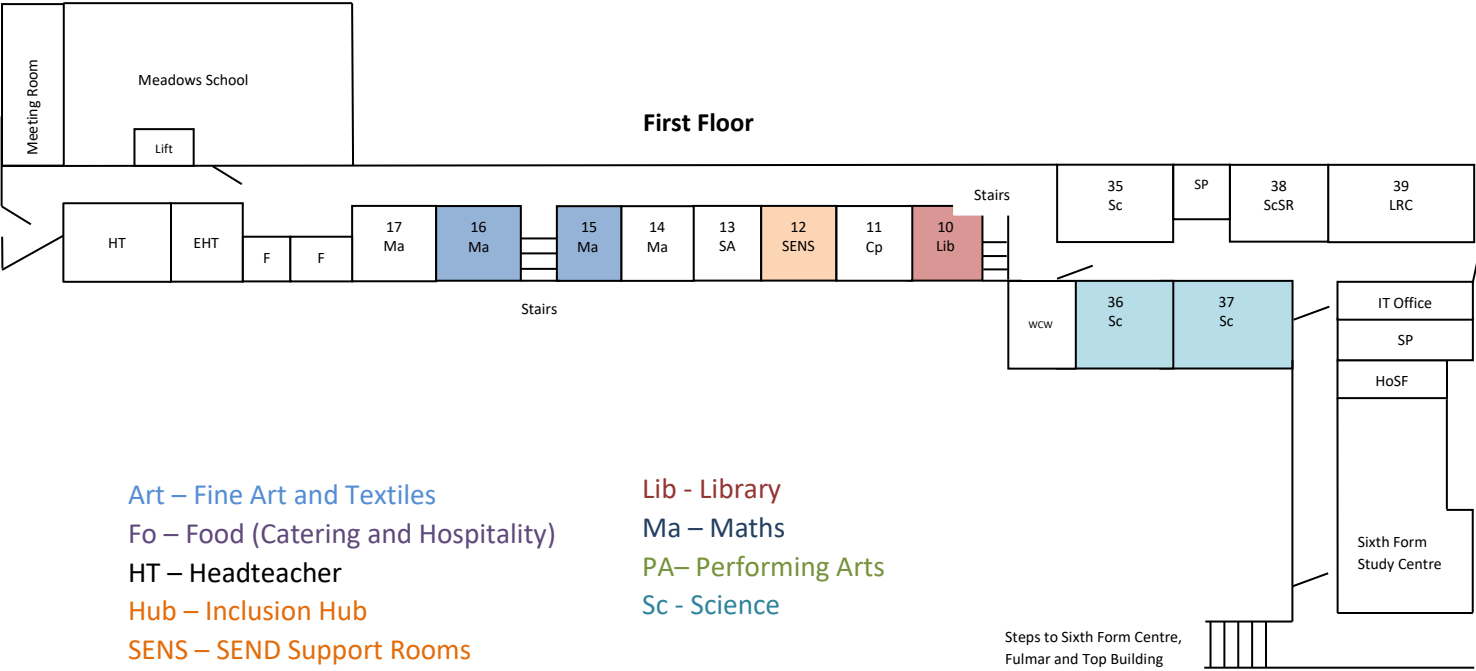 First Floor
Meeting Room
Meadows School
Lift
Stairs
35
Sc
SP
38
ScSR
39
LRC
HT
EHT
F
F
17
Ma
16
Ma
15
Ma
14
Ma
13
SA
12
SENS
11
Cp
10
Lib
Stairs
WCW
36
Sc
37
Sc
IT Office
SP
HoSF
Sixth Form
Study Centre
Steps to Sixth Form Centre,
Fulmar and Top Building
Art – Fine Art and Textiles
Fo – Food (Catering and Hospitality)
HT – Headteacher
Hub – Inclusion Hub
SENS – SEND Support Rooms
Lib - Library
Ma – Maths
PA– Performing Arts
Sc - Science